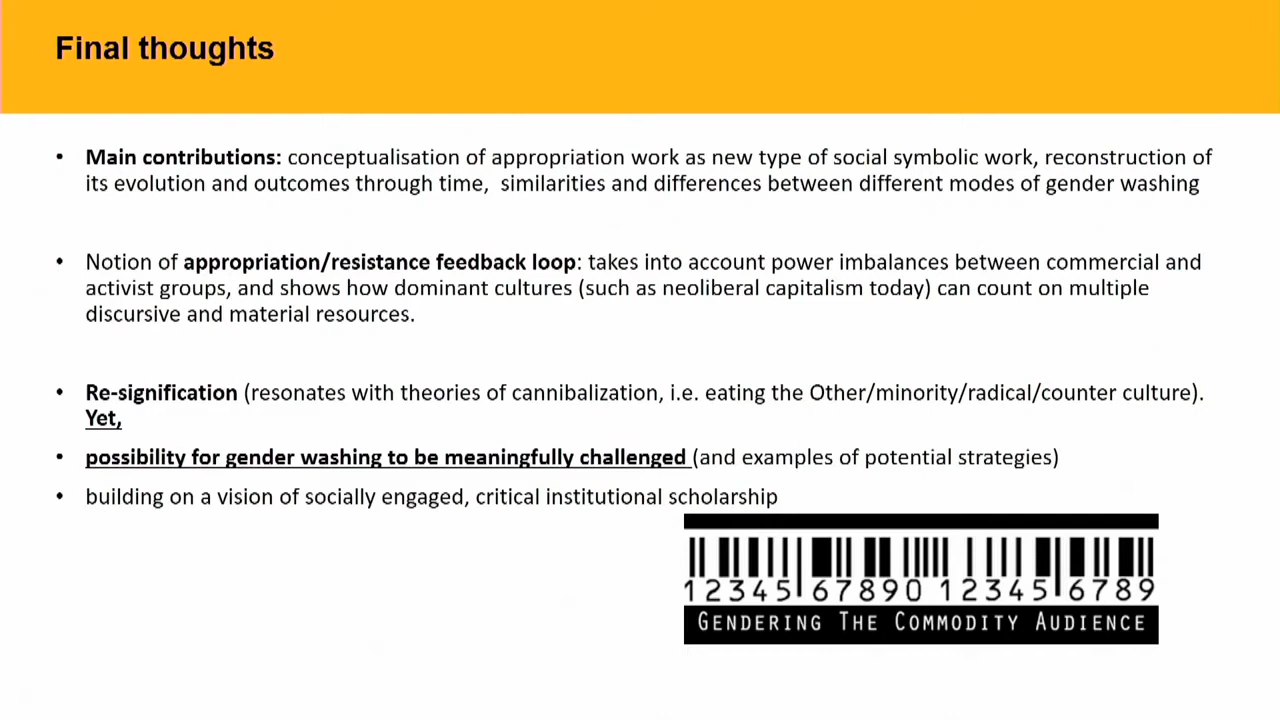 Final thoughts
• Main contributions: conceptualisation of appropriation work as new type of social symbolic work, reconstruction of
its evolution and outcomes through time,  similarities and differences between different modes of gender washing
• Notion of appropriation/resistance feedback loop: takes into account power imbalances between commercial and
activist groups, and shows how dominant cultures (such as neoliberal capitalism today) can count on multiple
discursive and material resources.
• Re-signification (resonates with theories of cannibalization, i.e. eating the Other/minority/radical/counter culture).
Yet,
• possibility for gender washing to be meaningfully challenged (and examples of potential strategies)
• building on a vision of socially engaged, critical institutional scholarship
12345 67890 12345 6789
GENDERING THE COMMODITY AUDIENCE